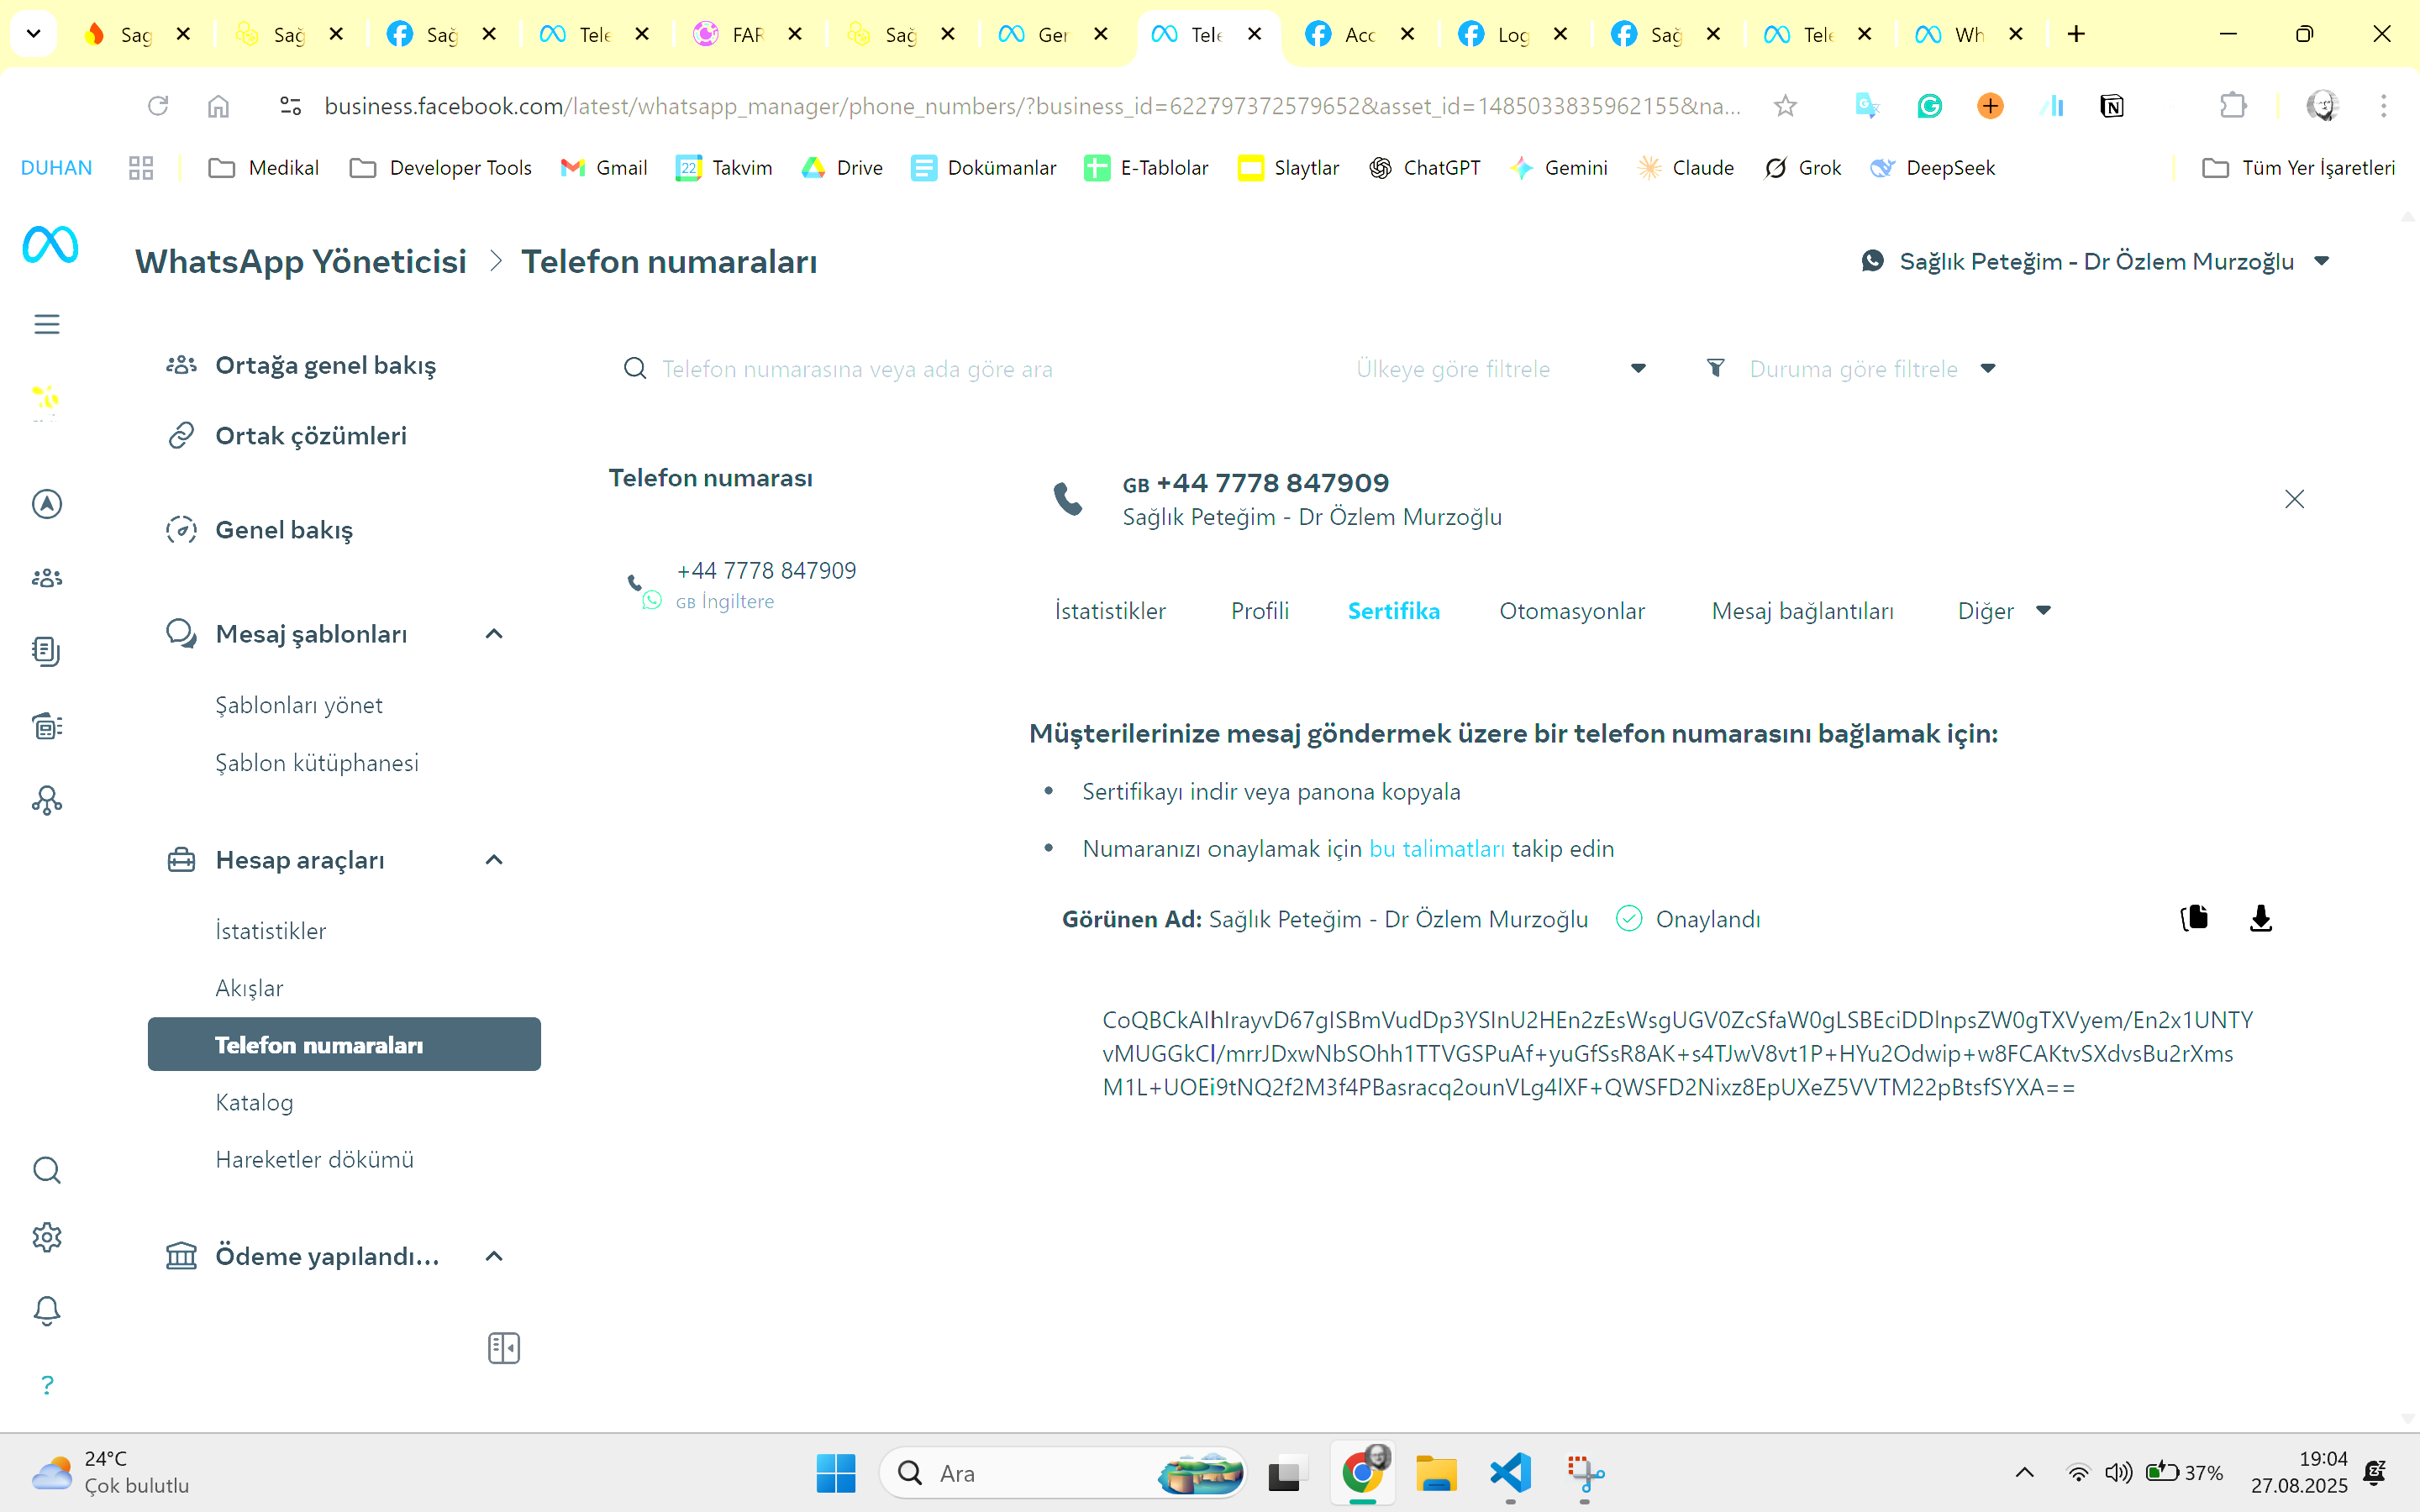 Sag
Sağ
Sağ
Tele
FAR
Sağ
Ger
Tele
Acc
Log
Sağ
Tele
Wh
business.facebook.com/latest/whatsapp_manager/phone_numbers/?business_id=622797372579652&asset_id=1485033835962155&na...
DUHAN
Medikal
Developer Tools
Gmail
22
Takvim
Drive
Dokümanlar
E-Tablolar
Slaytlar
ChatGPT
Gemini
Claude
Grok
DeepSeek
Tüm Yer İşaretleri
WhatsApp Yöneticisi > Telefon numaraları
Sağlık Peteğim - Dr Özlem Murzoğlu
Ortağa genel bakış
Ortak çözümleri
Genel bakış
Mesaj şablonları
Şablonları yönet
Şablon kütüphanesi
Hesap araçları
İstatistikler
Akışlar
Telefon numaraları
Katalog
Hareketler dökümü
Ödeme yapılandı...
Telefon numarasına veya ada göre ara
Ülkeye göre filtrele
Duruma göre filtrele
Telefon numarası
+44 7778 847909
GB İngiltere
GB +44 7778 847909
Sağlık Peteğim - Dr Özlem Murzoğlu
İstatistikler
Profili
Sertifika
Otomasyonlar
Mesaj bağlantıları
Diğer
Müşterilerinize mesaj göndermek üzere bir telefon numarasını bağlamak için:
• Sertifikayı indir veya panona kopyala
• Numaranızı onaylamak için bu talimatları takip edin
Görünen Ad: Sağlık Peteğim - Dr Özlem Murzoğlu
Onaylandı
CoQBCkAIhIrayvD67gISBmVudDp3YSInU2HEn2zEsWsgUGV0ZcSfaW0gLSBEciDDlnpsZW0gTXVyem/En2x1UNTY
vMUGGkCl/mrrJDxwNbSOhh1TTVGSPuAf+yuGfSsR8AK+s4TJwV8vt1P+HYu2Odwip+w8FCAKtvSXdvsBu2rXms
M1L+UOEi9tNQ2f2M3f4PBasracq2ounVLg4lXF+QWSFD2Nixz8EpUXeZ5VVTM22pBtsfSYXA==
24°C
Çok bulutlu
Ara
37%
19:04
27.08.2025